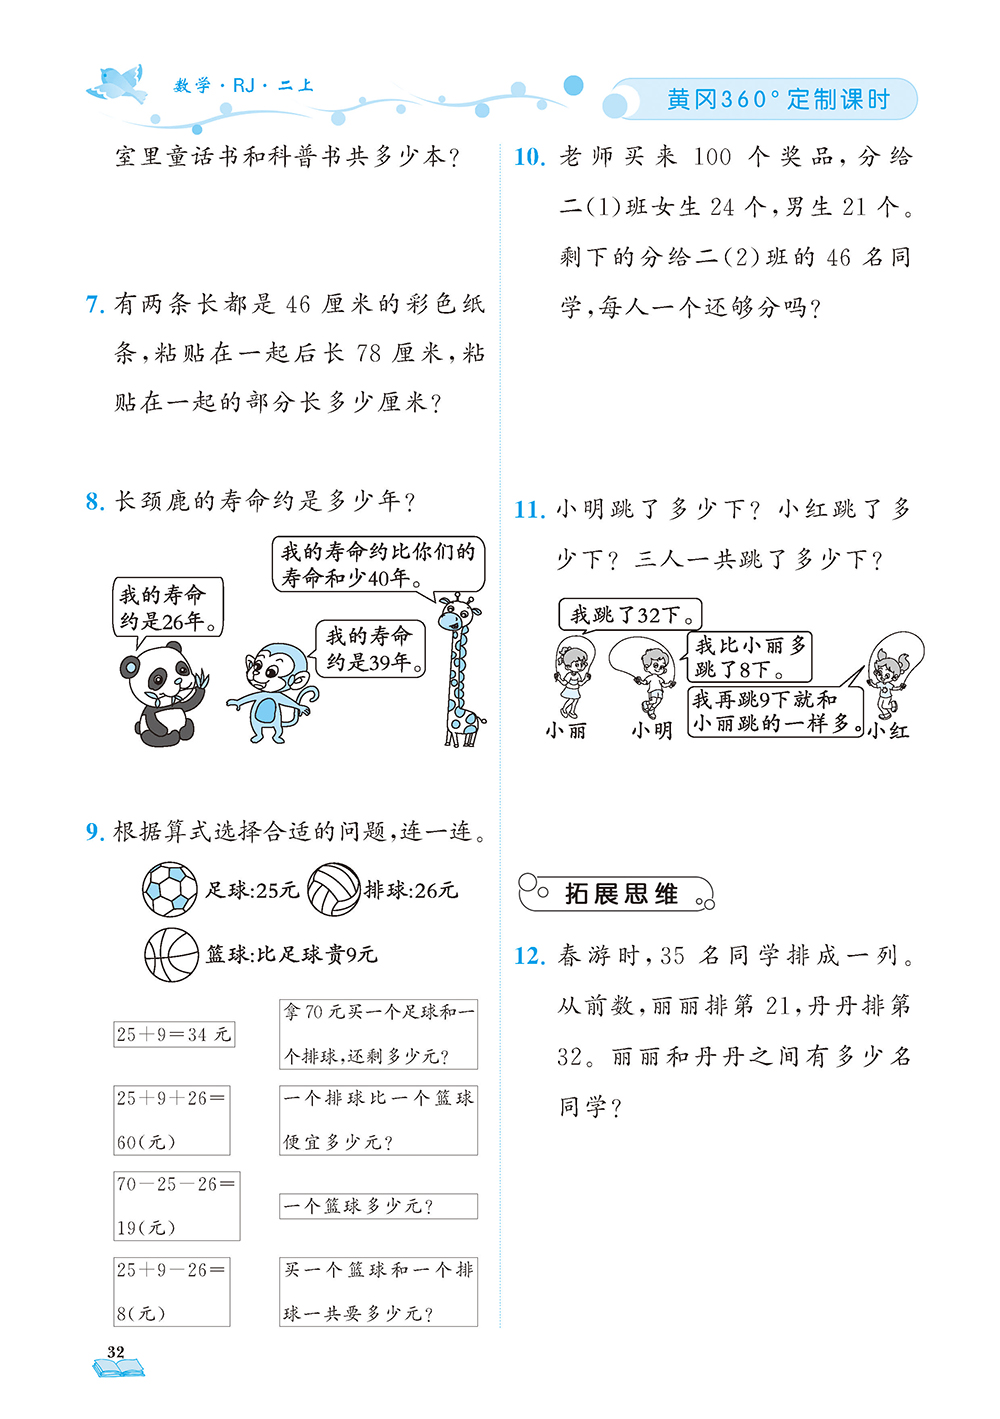 数学·RJ·二上
黄冈360°定制课时
室里童话书和科普书共多少本?
7. 有两条长都是 46 厘米的彩色纸
条,粘贴在一起后长 78 厘米,粘
贴在一起的部分长多少厘米?
8. 长颈鹿的寿命约是多少年?
我的寿命约比你们的
寿命和少40年。
我的寿命
约是26年。
我的寿命
约是39年。
9. 根据算式选择合适的问题,连一连。
足球:25元
排球:26元
篮球:比足球贵9元
25+9=34 元
拿 70 元买一个足球和一
个排球,还剩多少元?
25+9+26=
60(元)
一个排球比一个篮球
便宜多少元?
70-25-26=
19(元)
一个篮球多少元?
25+9-26=
8(元)
买一个篮球和一个排
球一共要多少元?
10. 老师买来 100 个奖品,分给
二(1)班女生 24 个,男生 21 个。
剩下的分给二(2)班的 46 名同
学,每人一个还够分吗?
11. 小明跳了多少下? 小红跳了多
少下? 三人一共跳了多少下?
我跳了32下。
我比小丽多
跳了8下。
我再跳9下就和
小丽跳的一样多。
小丽
小明
小红
拓展思维
12. 春游时,35 名同学排成一列。
从前数,丽丽排第 21,丹丹排第
32。丽丽和丹丹之间有多少名
同学?
32